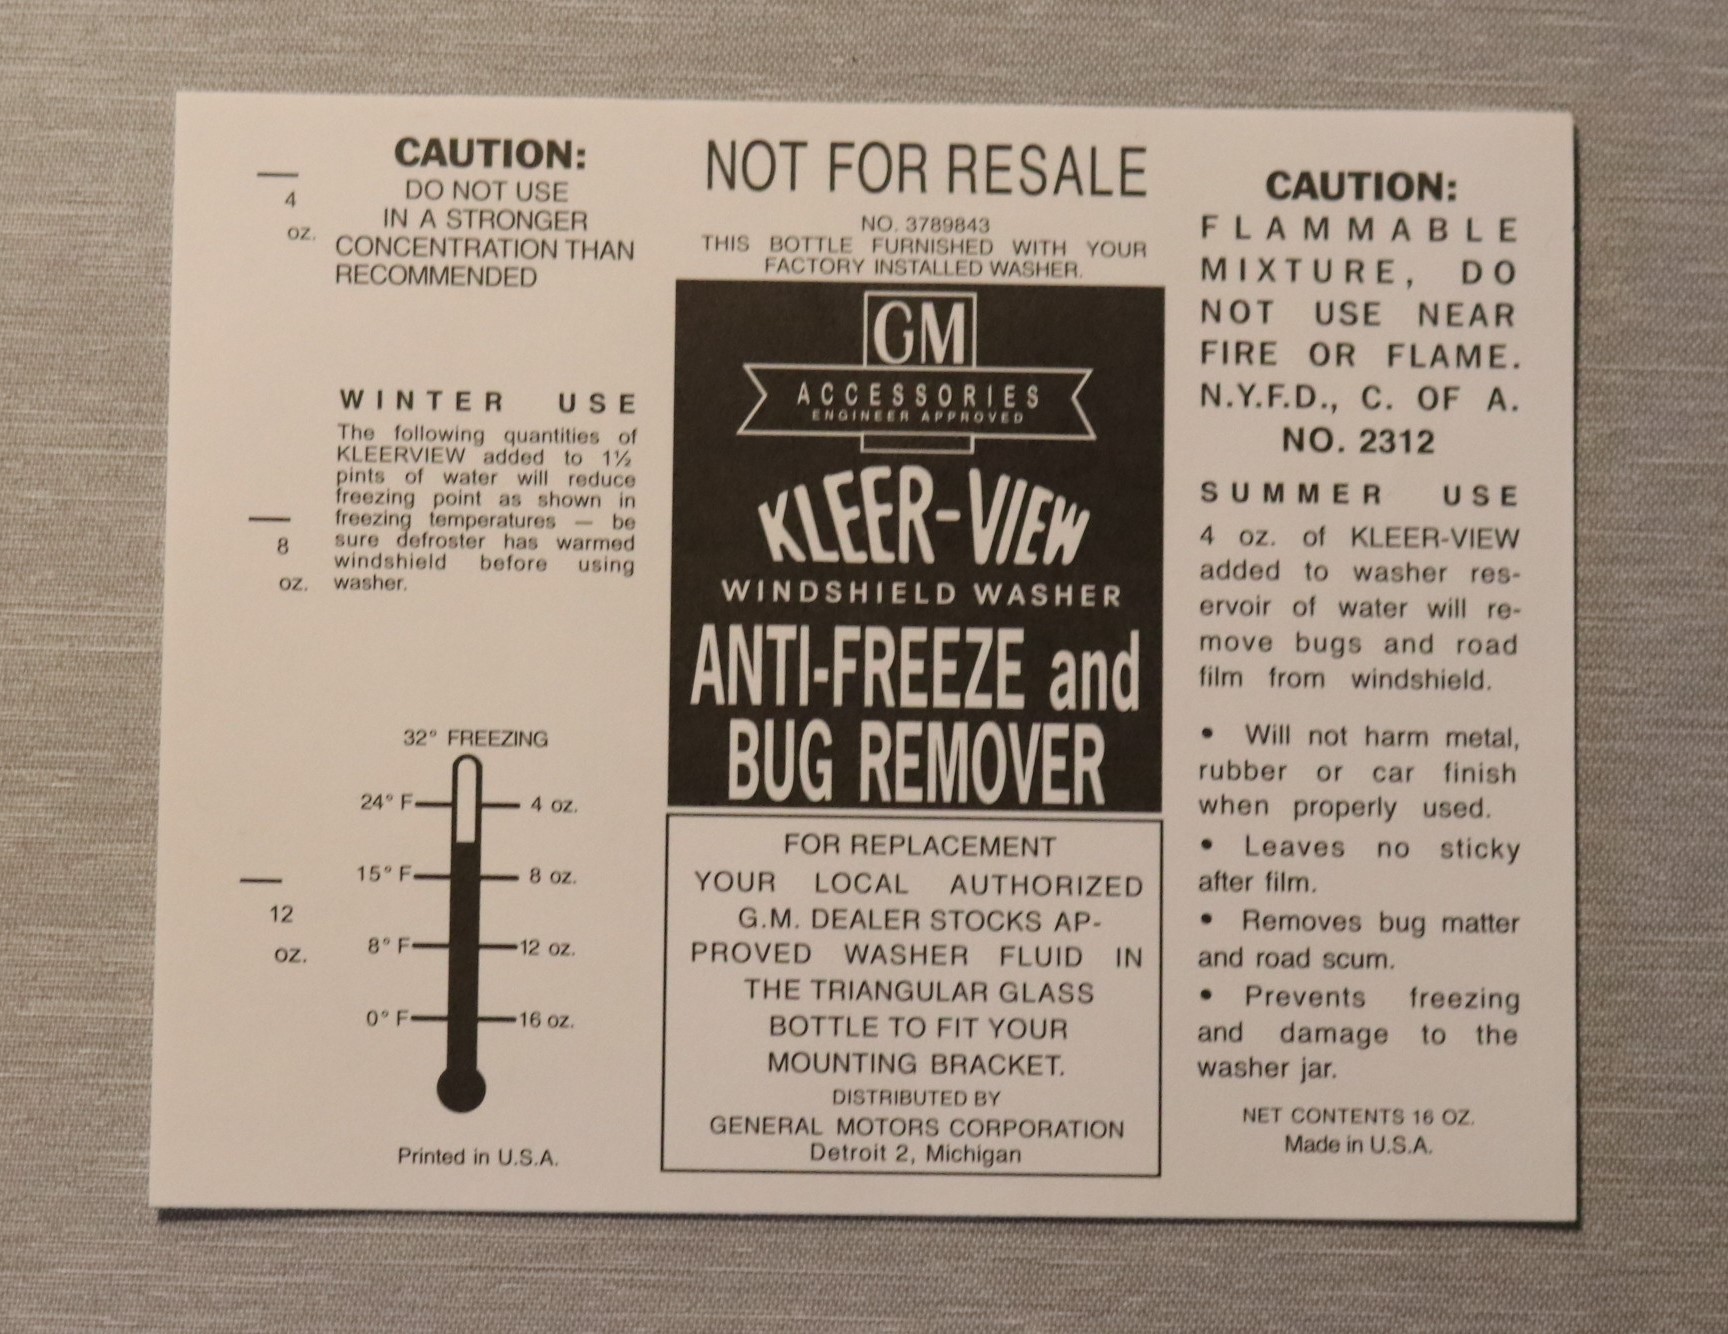 4
oz.
8
oz.
12
oz.
CAUTION:
DO NOT USE
IN A STRONGER
CONCENTRATION THAN
RECOMMENDED
WINTER USE
The following quantities of
KLEERVIEW added to 1½
pints of water will reduce
freezing point as shown in
freezing temperatures — be
sure defroster has warmed
windshield before using
washer.
32° FREEZING
24° F 4 oz.
15° F 8 oz.
8° F 12 oz.
0° F 16 oz.
Printed in U.S.A.
NOT FOR RESALE
NO. 3789843
THIS BOTTLE FURNISHED WITH YOUR
FACTORY INSTALLED WASHER.
GM
ACCESSORIES
ENGINEER APPROVED
KLEER-VIEW
WINDSHIELD WASHER
ANTI-FREEZE and
BUG REMOVER
FOR REPLACEMENT
YOUR LOCAL AUTHORIZED
G.M. DEALER STOCKS AP-
PROVED WASHER FLUID IN
THE TRIANGULAR GLASS
BOTTLE TO FIT YOUR
MOUNTING BRACKET.
DISTRIBUTED BY
GENERAL MOTORS CORPORATION
Detroit 2, Michigan
CAUTION:
FLAMMABLE
MIXTURE, DO
NOT USE NEAR
FIRE OR FLAME.
N.Y.F.D., C. OF A.
NO. 2312
SUMMER USE
4 oz. of KLEER-VIEW
added to washer res-
ervoir of water will re-
move bugs and road
film from windshield.
• Will not harm metal,
rubber or car finish
when properly used.
• Leaves no sticky
after film.
• Removes bug matter
and road scum.
• Prevents freezing
and damage to the
washer jar.
NET CONTENTS 16 OZ.
Made in U.S.A.